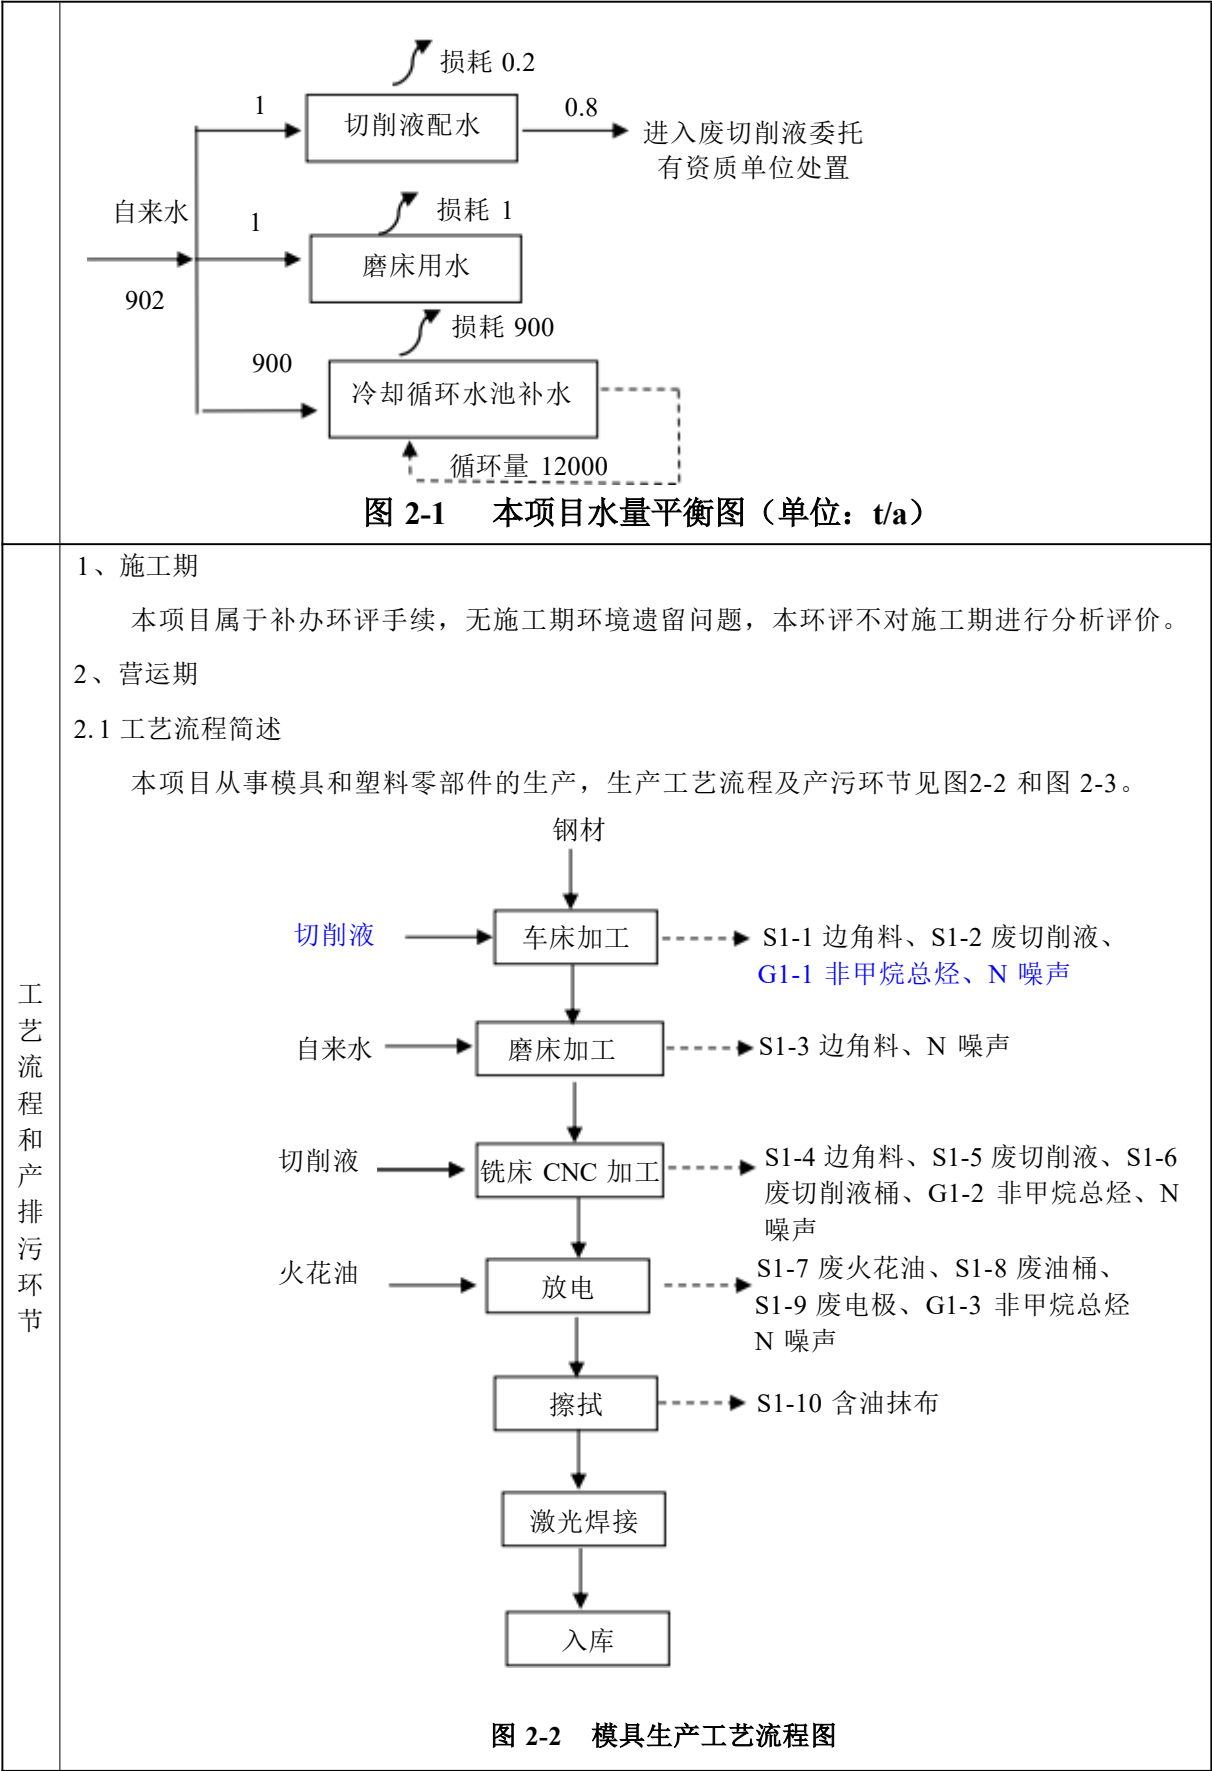 损耗 0.2
1
切削液配水
0.8
进入废切削液委托
有资质单位处置
自来水
902
1
损耗 1
磨床用水
900
损耗 900
冷却循环水池补水
循环量 12000
图 2-1 本项目水量平衡图（单位：t/a）
工艺流程和产排污环节
1、施工期
本项目属于补办环评手续，无施工期环境遗留问题，本环评不对施工期进行分析评价。
2、营运期
2.1 工艺流程简述
本项目从事模具和塑料零部件的生产，生产工艺流程及产污环节见图2-2 和图 2-3。
钢材
切削液
车床加工
S1-1 边角料、S1-2 废切削液、
G1-1 非甲烷总烃、N 噪声
自来水
磨床加工
S1-3 边角料、N 噪声
切削液
铣床 CNC 加工
S1-4 边角料、S1-5 废切削液、S1-6
废切削液桶、G1-2 非甲烷总烃、N
噪声
火花油
放电
S1-7 废火花油、S1-8 废油桶、
S1-9 废电极、G1-3 非甲烷总烃
N 噪声
擦拭
S1-10 含油抹布
激光焊接
入库
图 2-2 模具生产工艺流程图